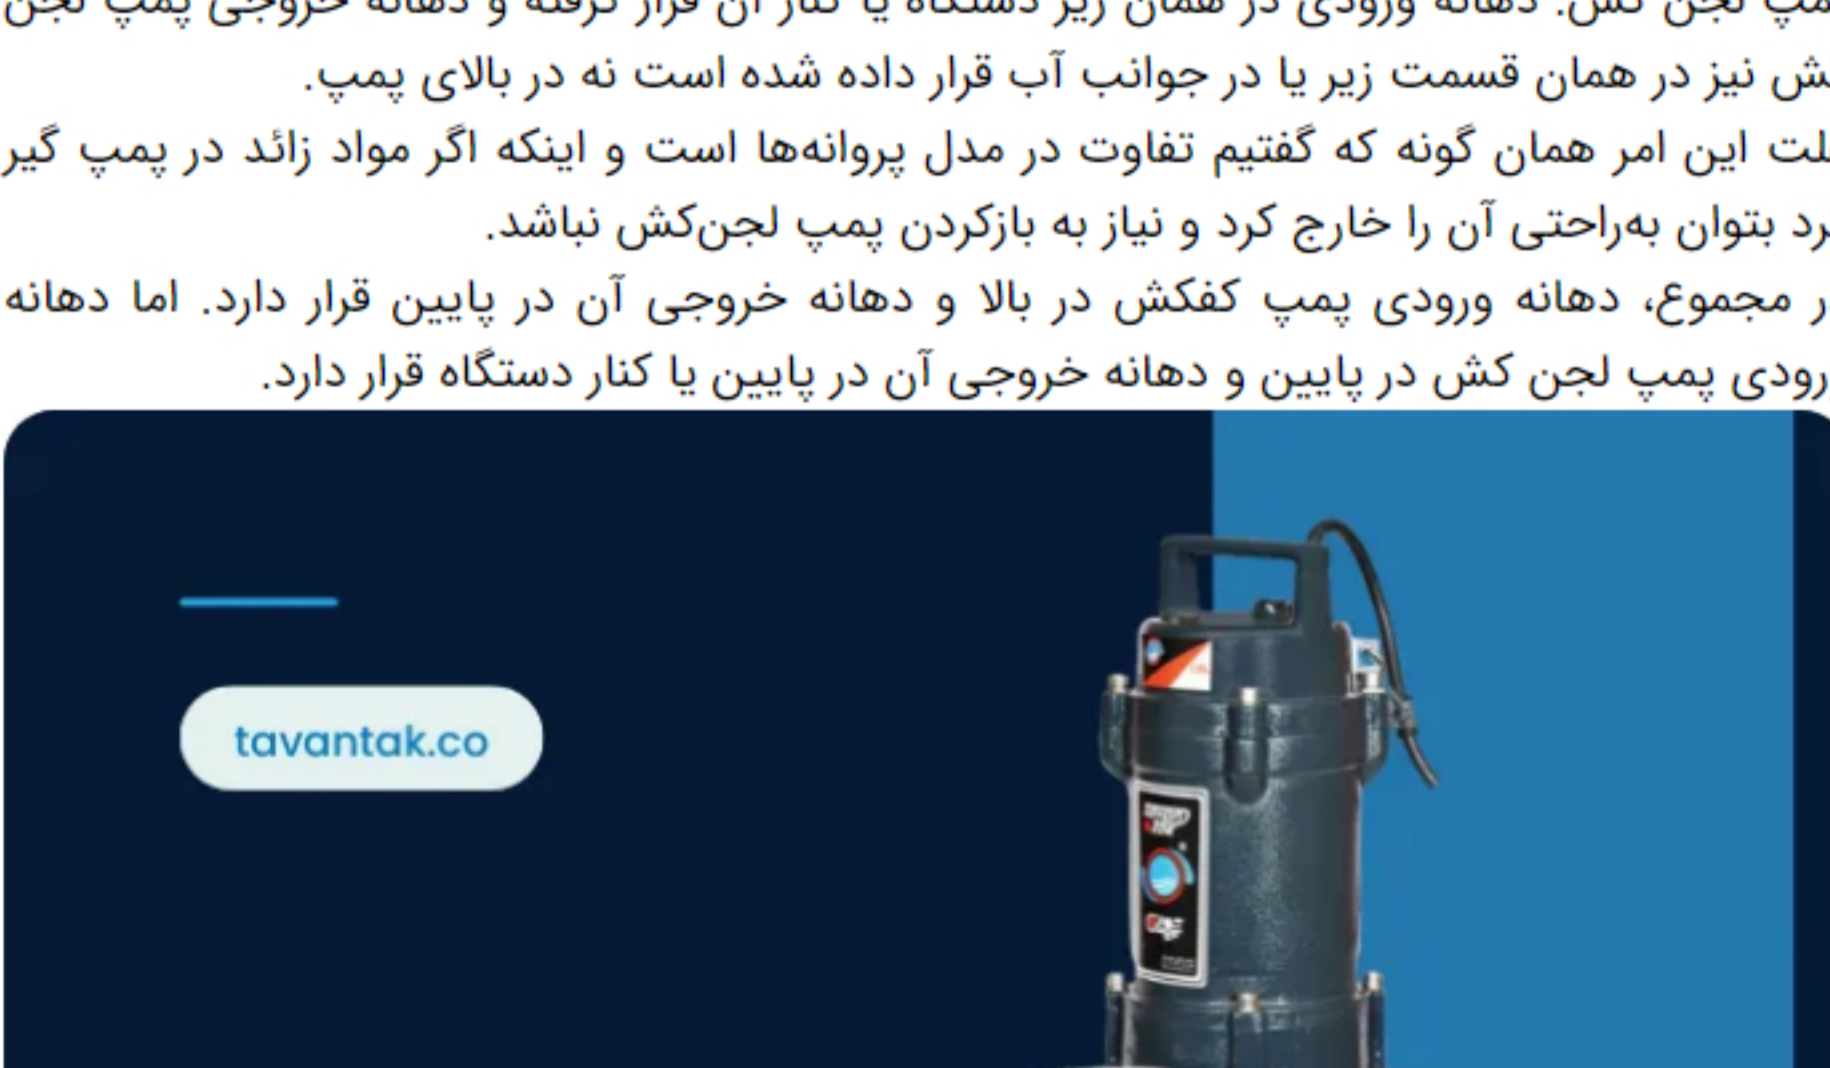 پمپ لجن کش: دهانه ورودی در همان زیر دستگاه یا کنار آن قرار گرفته و دهانه خروجی پمپ لجن
نیز در همان قسمت زیر یا در جوانب آب قرار داده شده است نه در بالای پمپ.
این امر همان گونه که گفتیم تفاوت در مدل پروانه‌ها است و اینکه اگر مواد زائد در پمپ گیر
بتوان به‌راحتی آن را خارج کرد و نیاز به بازکردن پمپ لجن‌کش نباشد.
مجموع، دهانه ورودی پمپ کفکش در بالا و دهانه خروجی آن در پایین قرار دارد. اما دهانه
رودی پمپ لجن کش در پایین و دهانه خروجی آن در پایین یا کنار دستگاه قرار دارد.
tavantak.co